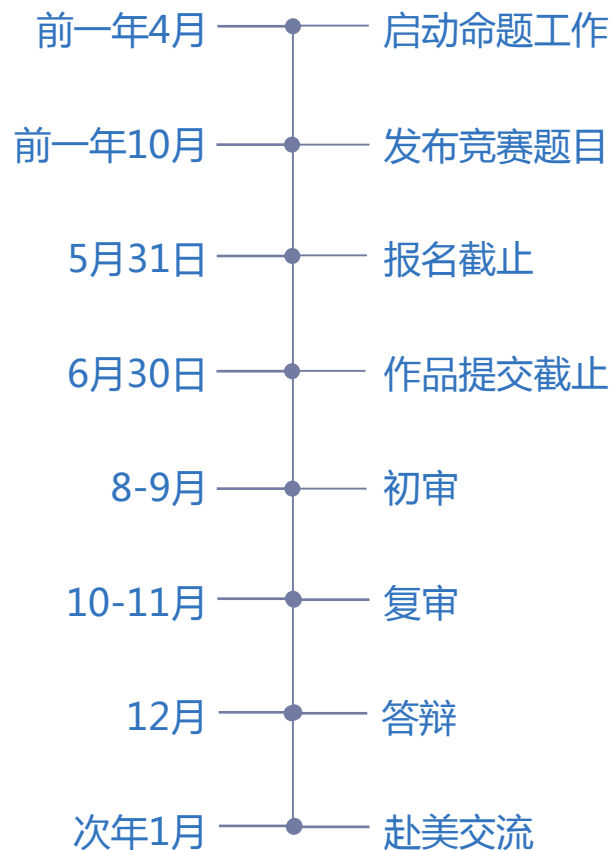 前一年4月 启动命题工作
前一年10月 发布竞赛题目
5月31日 报名截止
6月30日 作品提交截止
8-9月 初审
10-11月 复审
12月 答辩
次年1月 赴美交流